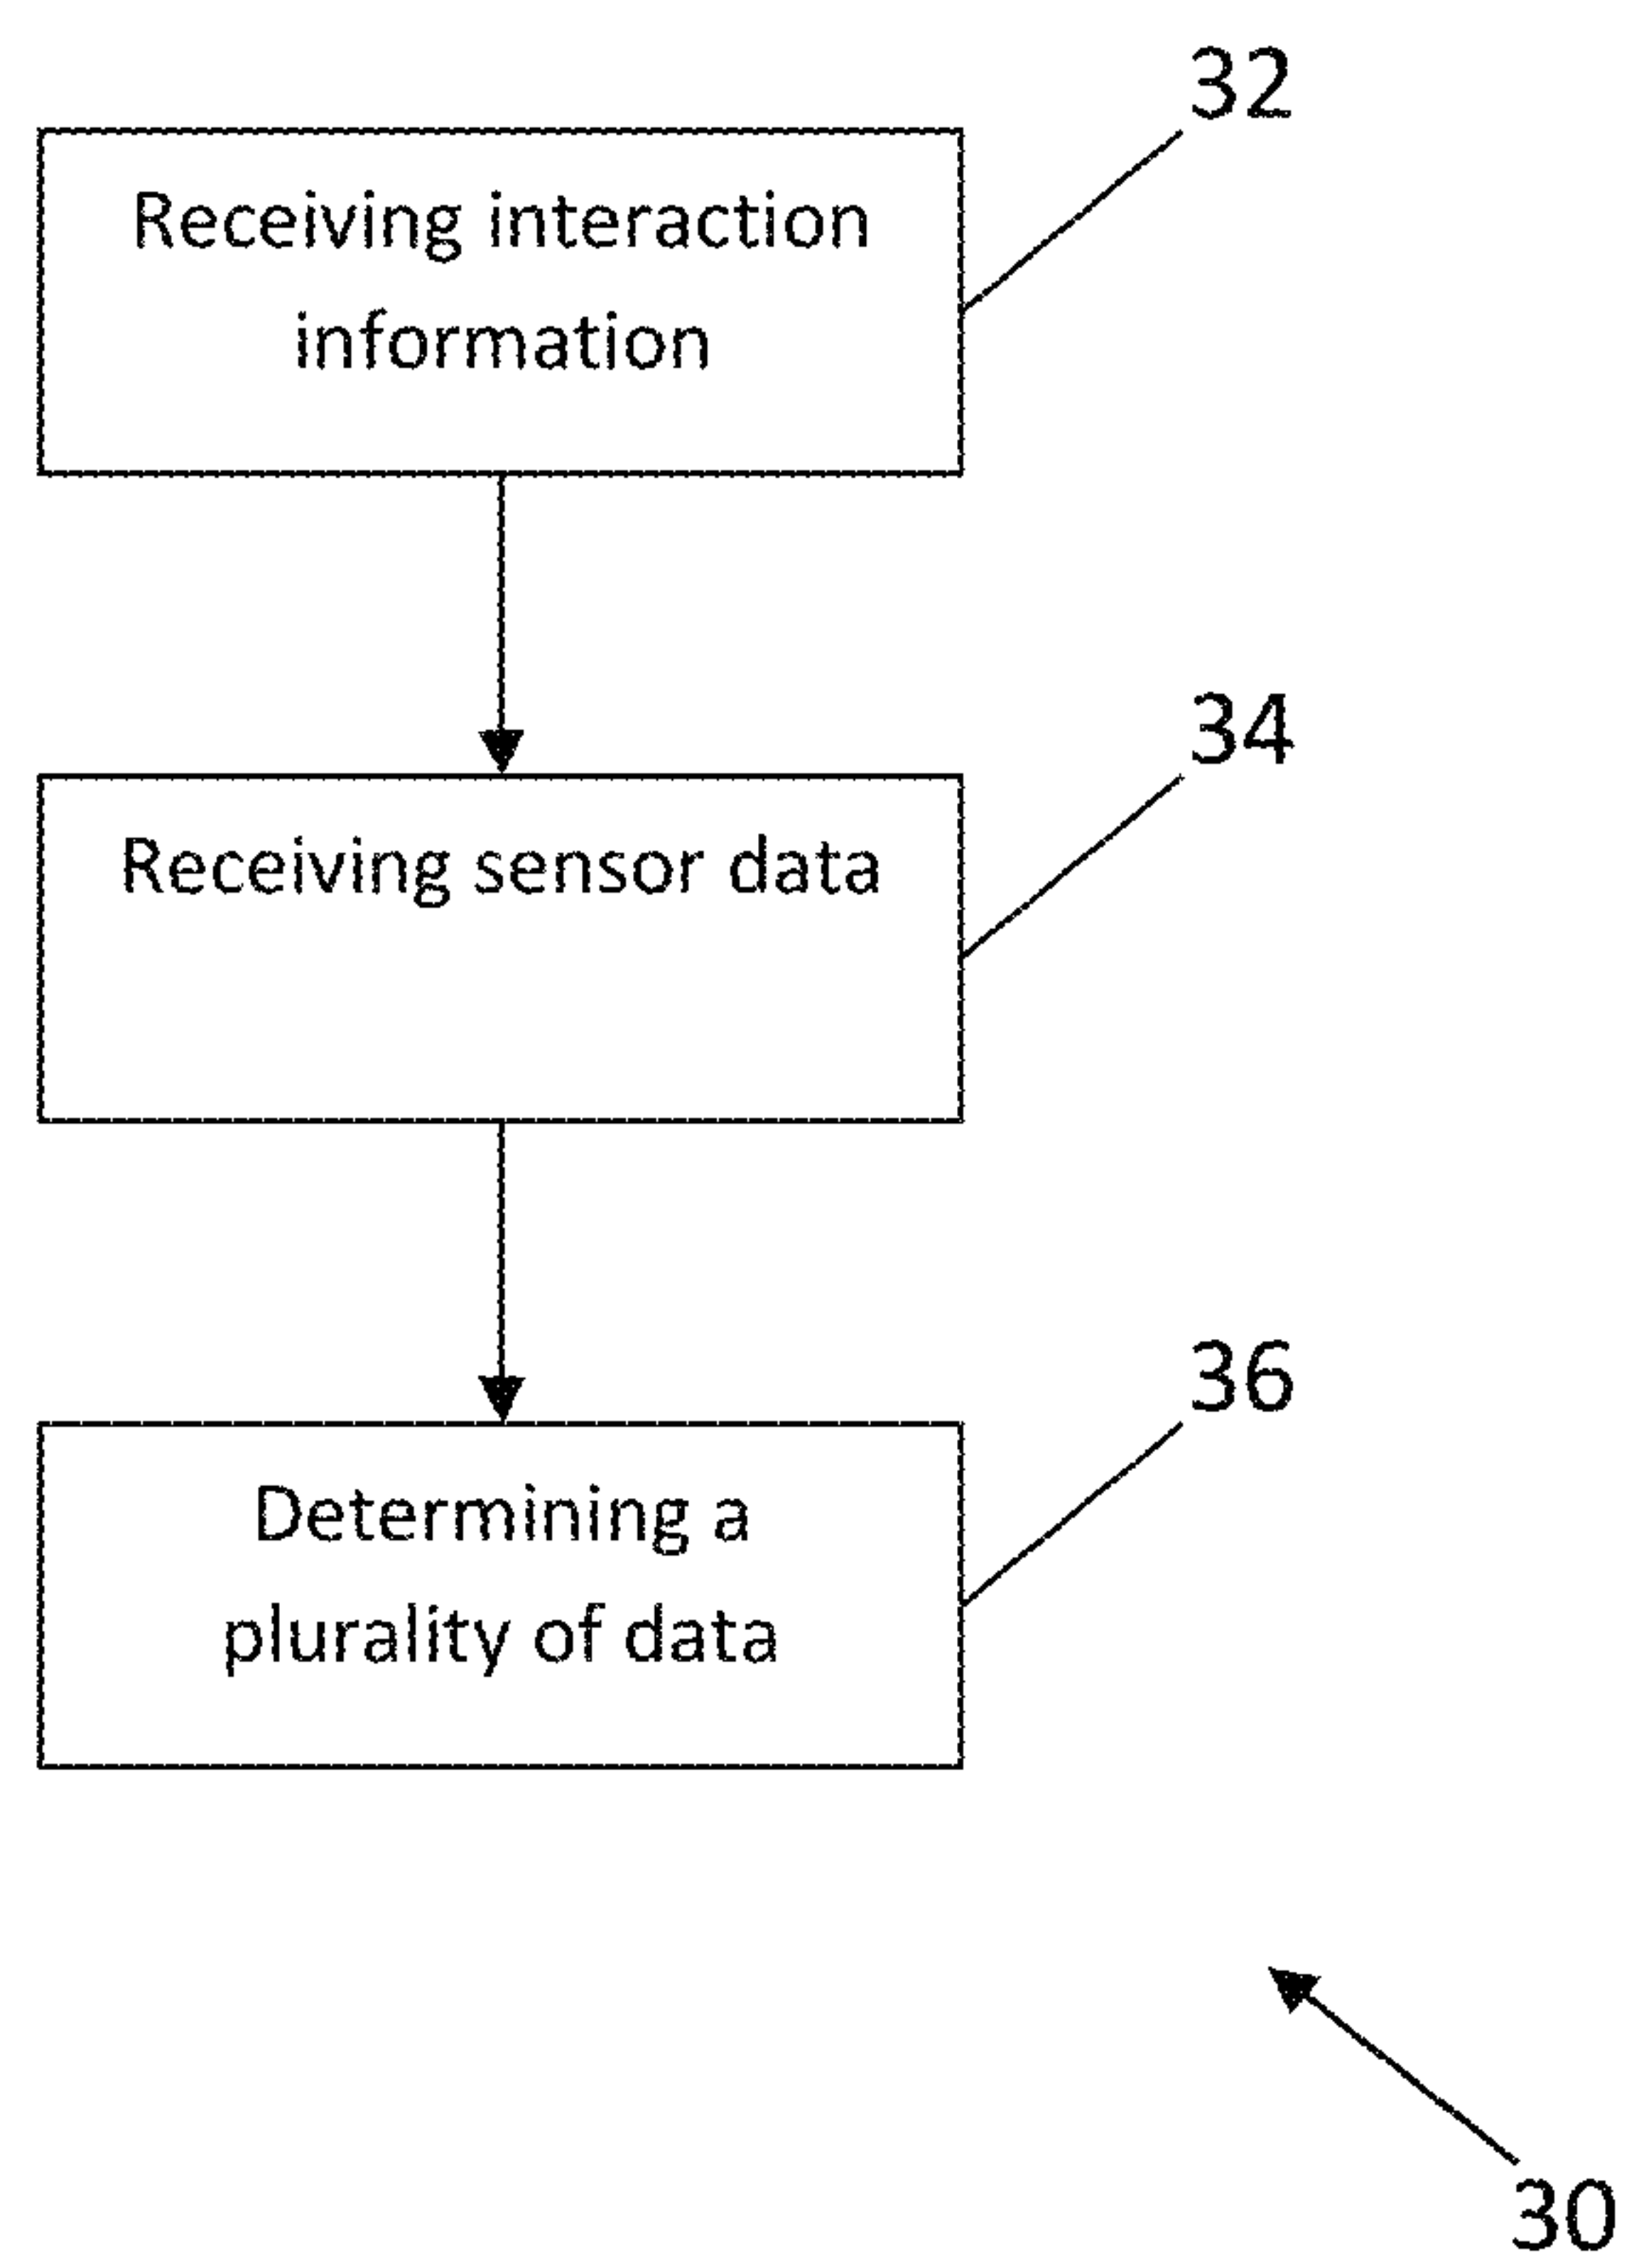 32
Receiving interaction
information
34
Receiving sensor data
36
Determining a
plurality of data
30